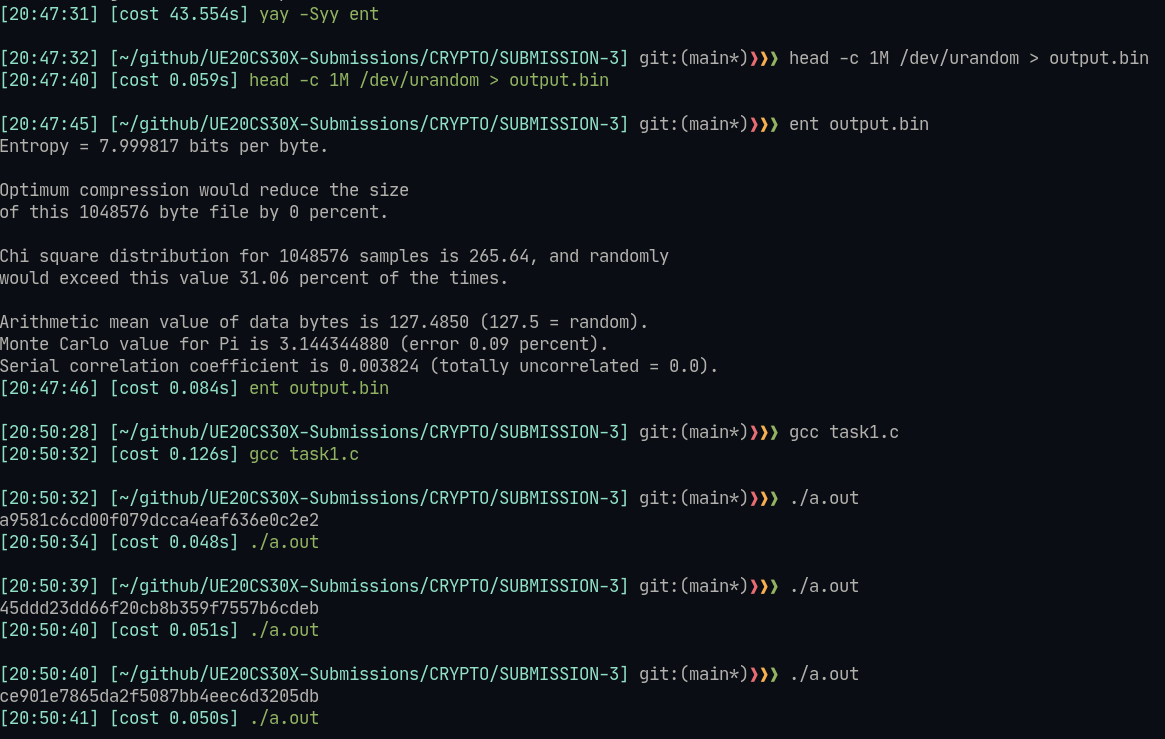 [20:47:31] [cost 43.554s] yay -Syy ent
[20:47:32] [~/github/UE20CS30X-Submissions/CRYPTO/SUBMISSION-3] git:(main*)❯❯❯ head -c 1M /dev/urandom > output.bin
[20:47:40] [cost 0.059s] head -c 1M /dev/urandom > output.bin
[20:47:45] [~/github/UE20CS30X-Submissions/CRYPTO/SUBMISSION-3] git:(main*)❯❯❯ ent output.bin
Entropy = 7.999817 bits per byte.
Optimum compression would reduce the size
of this 1048576 byte file by 0 percent.
Chi square distribution for 1048576 samples is 265.64, and randomly
would exceed this value 31.06 percent of the times.
Arithmetic mean value of data bytes is 127.4850 (127.5 = random).
Monte Carlo value for Pi is 3.144344880 (error 0.09 percent).
Serial correlation coefficient is 0.003824 (totally uncorrelated = 0.0).
[20:47:46] [cost 0.084s] ent output.bin
[20:50:28] [~/github/UE20CS30X-Submissions/CRYPTO/SUBMISSION-3] git:(main*)❯❯❯ gcc task1.c
[20:50:32] [cost 0.126s] gcc task1.c
[20:50:32] [~/github/UE20CS30X-Submissions/CRYPTO/SUBMISSION-3] git:(main*)❯❯❯ ./a.out
a9581c6cd00f079dcca4eaf636e0c2e2
[20:50:34] [cost 0.048s] ./a.out
[20:50:39] [~/github/UE20CS30X-Submissions/CRYPTO/SUBMISSION-3] git:(main*)❯❯❯ ./a.out
45ddd23dd66f20cb8b359f7557b6cdeb
[20:50:40] [cost 0.051s] ./a.out
[20:50:40] [~/github/UE20CS30X-Submissions/CRYPTO/SUBMISSION-3] git:(main*)❯❯❯ ./a.out
ce901e7865da2f5087bb4eec6d3205db
[20:50:41] [cost 0.050s] ./a.out